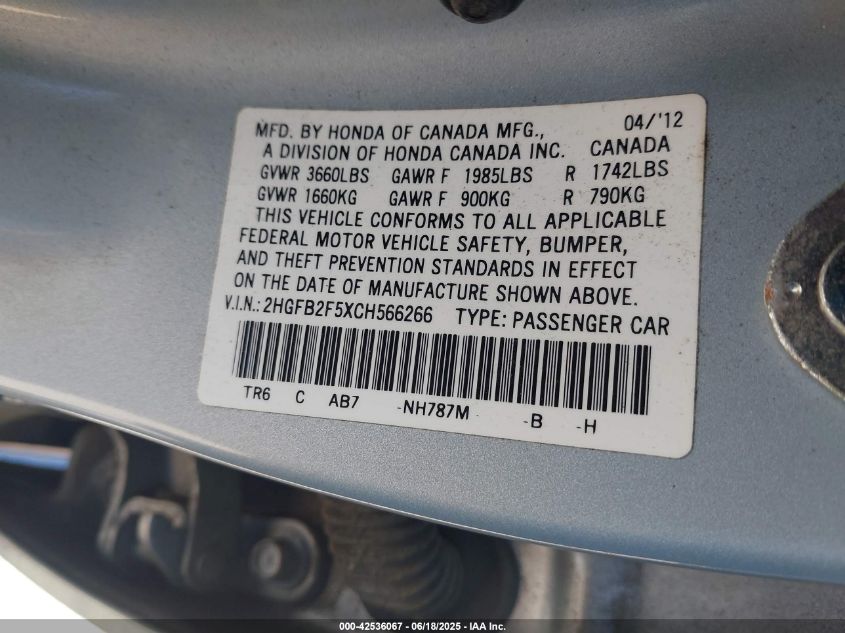 MFD. BY HONDA OF CANADA MFG., 04/'12
A DIVISION OF HONDA CANADA INC. CANADA
GVWR 3660LBS GAWR F 1985LBS R 1742LBS
GVWR 1660KG GAWR F 900KG R 790KG
THIS VEHICLE CONFORMS TO ALL APPLICABLE
FEDERAL MOTOR VEHICLE SAFETY, BUMPER,
AND THEFT PREVENTION STANDARDS IN EFFECT
ON THE DATE OF MANUFACTURE SHOWN ABOVE.
V.I.N.: 2HGFB2F5XCH566266 TYPE: PASSENGER CAR
TR6 C AB7 -NH787M- -B -H
000-42536067 - 06/18/2025 - IAA Inc.